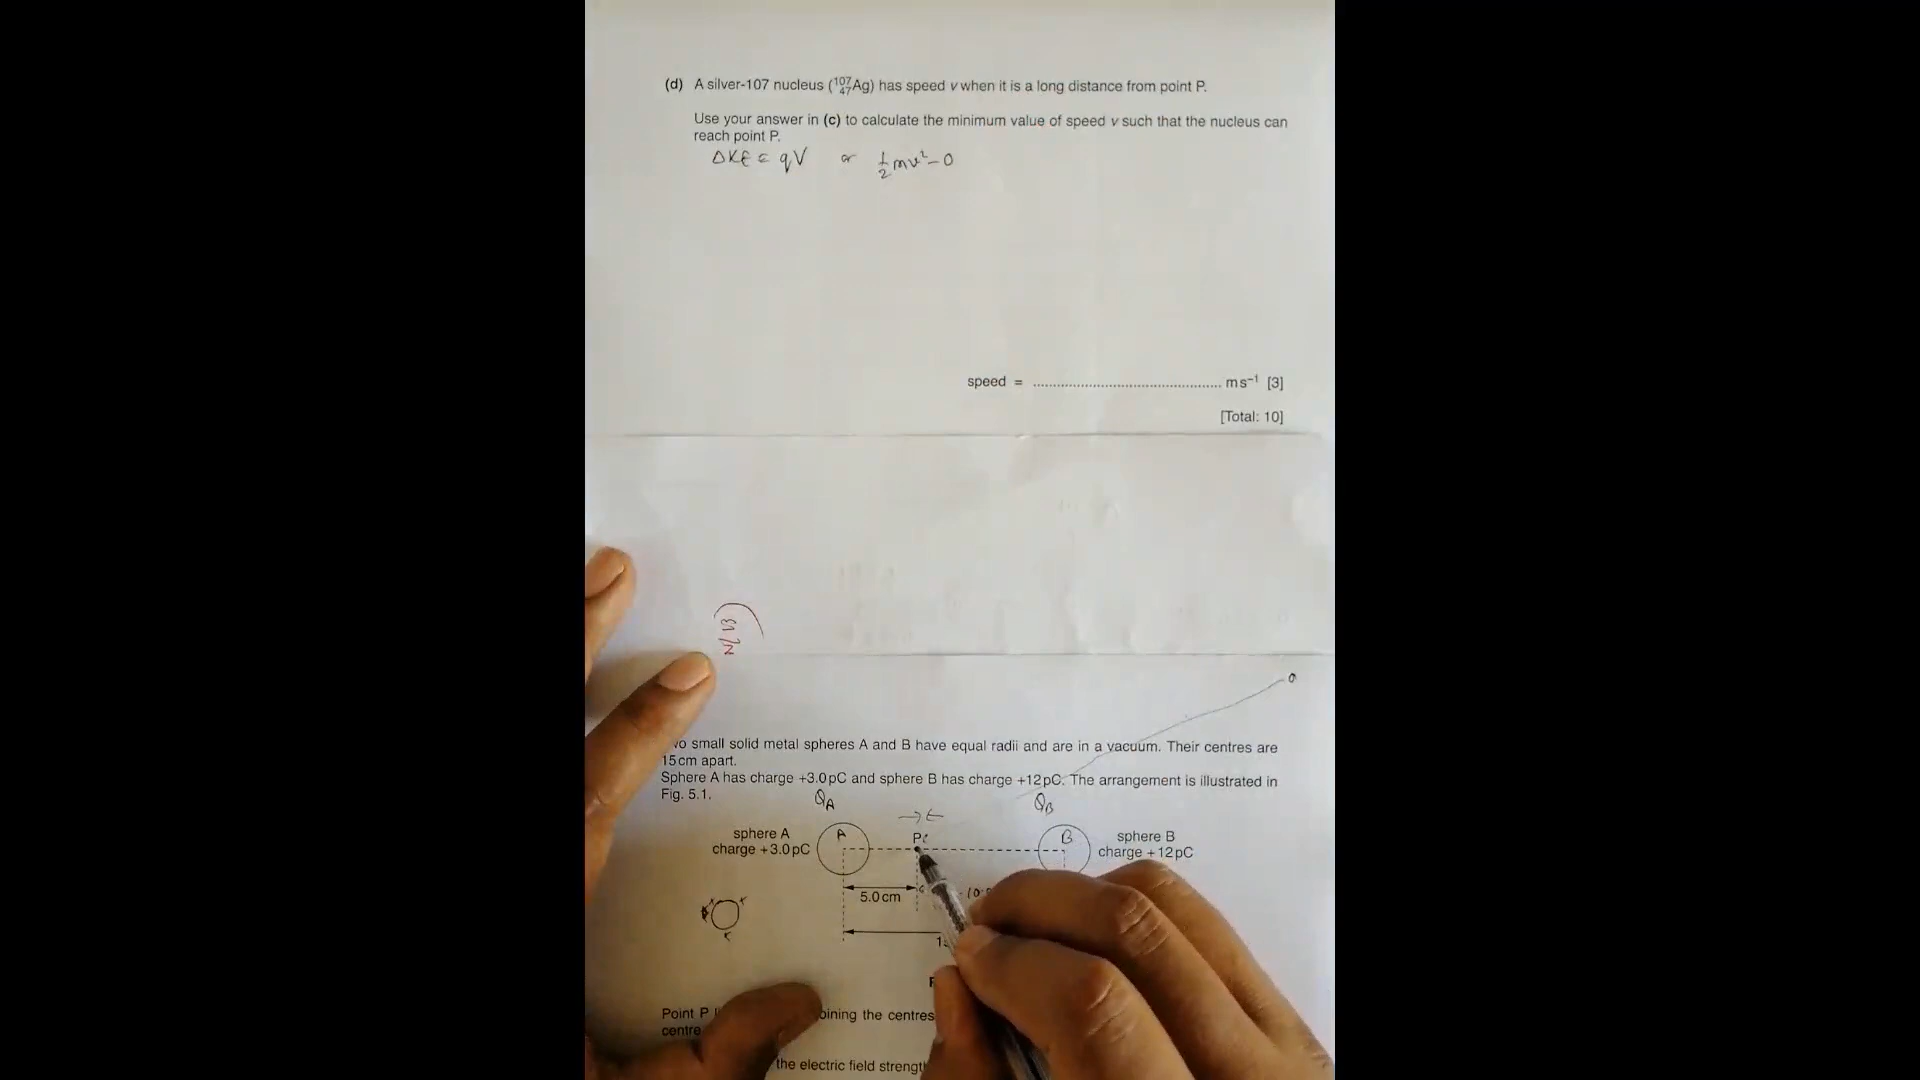 (d) A silver-107 nucleus (¹⁰⁷₄₇Ag) has speed v when it is a long distance from point P.
Use your answer in (c) to calculate the minimum value of speed v such that the nucleus can
reach point P.
ΔKE = qV or ½mv² – 0
speed = ........................................ m s⁻¹ [3]
[Total: 10]
0
small solid metal spheres A and B have equal radii and are in a vacuum. Their centres are
15 cm apart.
Sphere A has charge +3.0 pC and sphere B has charge +12 pC. The arrangement is illustrated in
Fig. 5.1.
Q_A Q_B
sphere A A P B sphere B
charge +3.0 pC charge +12 pC
5.0 cm
Point P joining the centres
centre
the electric field